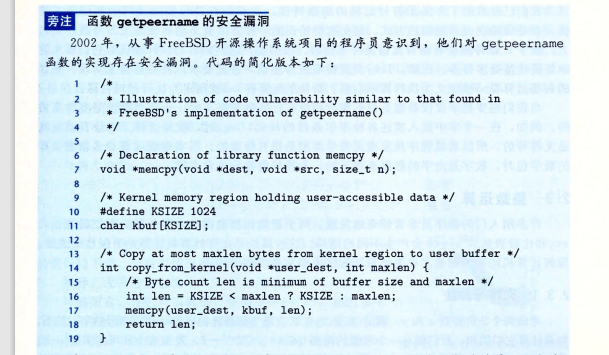 旁注 函数 getpeername 的安全漏洞
2002 年，从事 FreeBSD 开源操作系统项目的程序员意识到，他们对 getpeername
函数的实现存在安全漏洞。代码的简化版本如下：
1 /*
2 * Illustration of code vulnerability similar to that found in
3 * FreeBSD's implementation of getpeername()
4 */
5
6 /* Declaration of library function memcpy */
7 void *memcpy(void *dest, void *src, size_t n);
8
9 /* Kernel memory region holding user-accessible data */
10 #define KSIZE 1024
11 char kbuf[KSIZE];
12
13 /* Copy at most maxlen bytes from kernel region to user buffer */
14 int copy_from_kernel(void *user_dest, int maxlen) {
15 /* Byte count len is minimum of buffer size and maxlen */
16 int len = KSIZE < maxlen ? KSIZE : maxlen;
17 memcpy(user_dest, kbuf, len);
18 return len;
19 }